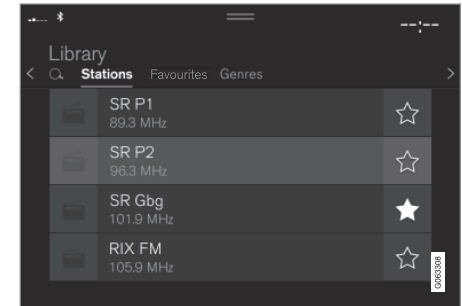 --:--
Library
Stations Favourites Genres
SR P1
89.3 MHz
SR P2
96.3 MHz
SR Gbg
101.9 MHz
RIX FM
105.9 MHz
G063308